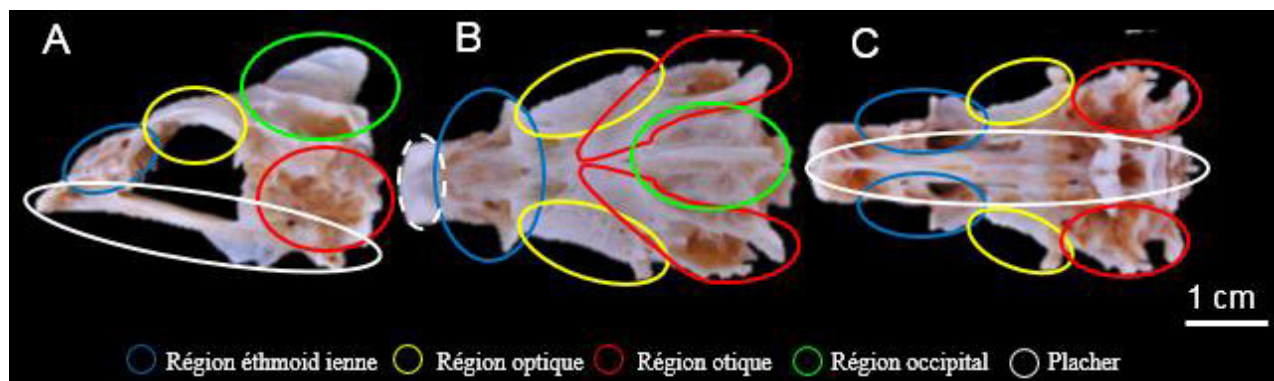 A B C
1 cm
Région éthmoid ienne Région optique Région otique Région occipital Placher